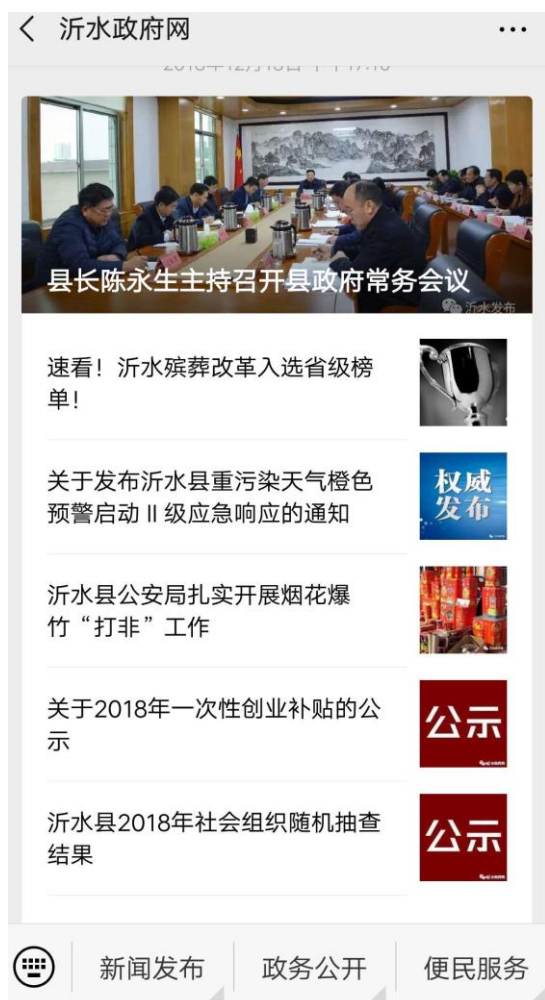 沂水政府网
县长陈永生主持召开县政府常务会议
沂水发布
速看！沂水殡葬改革入选省级榜
单！
关于发布沂水县重污染天气橙色
预警启动Ⅱ级应急响应的通知
权威
发布
沂水县公安局扎实开展烟花爆
竹“打非”工作
关于2018年一次性创业补贴的公
示
公示
沂水县2018年社会组织随机抽查
结果
公示
新闻发布
政务公开
便民服务